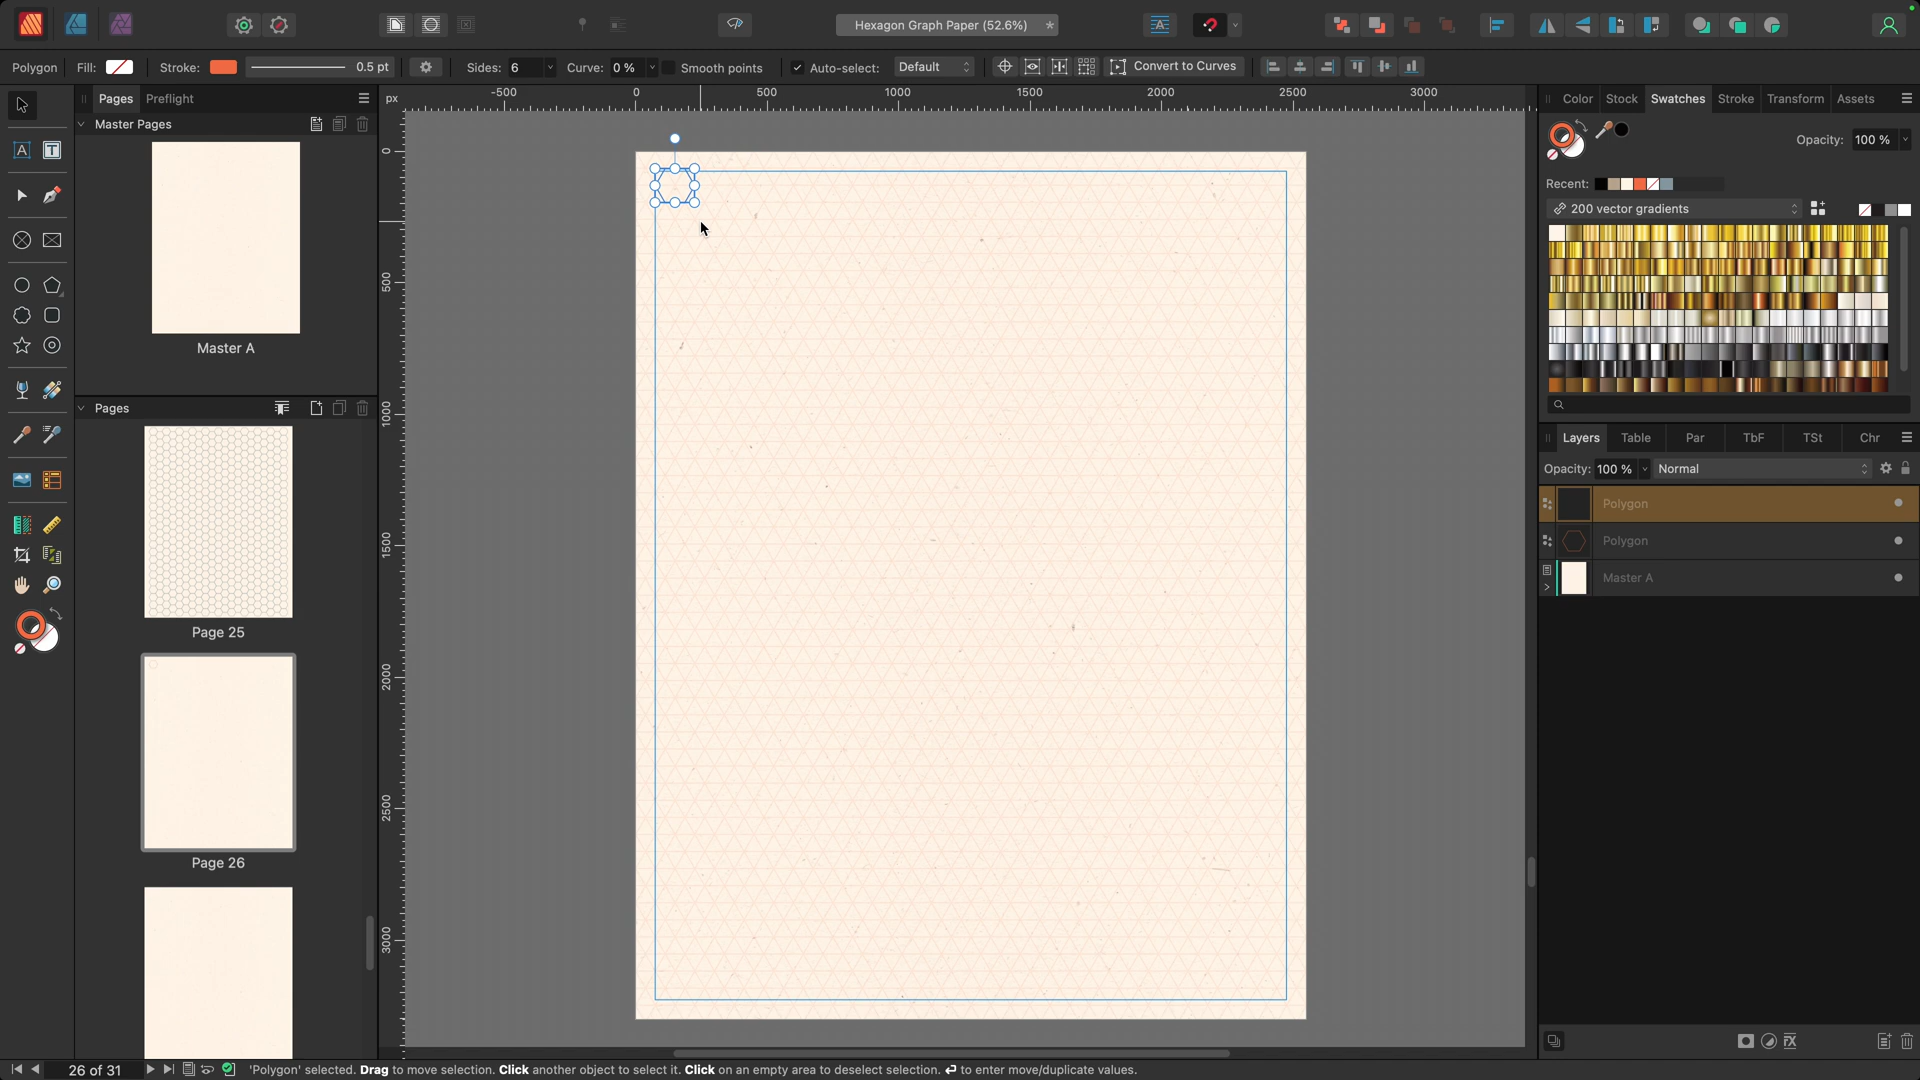 Hexagon Graph Paper (52.6%) *
Polygon Fill: Stroke: 0.5 pt Sides: 6 Curve: 0 % Smooth points Auto-select: Default Convert to Curves
Pages Preflight
Master Pages
Master A
Pages
Page 25
Page 26
px
-500 0 500 1000 1500 2000 2500 3000
0
500
1000
1500
2000
2500
3000
Color Stock Swatches Stroke Transform Assets
Opacity: 100 %
Recent:
200 vector gradients
Layers Table Par TbF TSt Chr
Opacity: 100 % Normal
Polygon
Polygon
Master A
26 of 31 'Polygon' selected. Drag to move selection. Click another object to select it. Click on an empty area to deselect selection. ↵ to enter move/duplicate values.